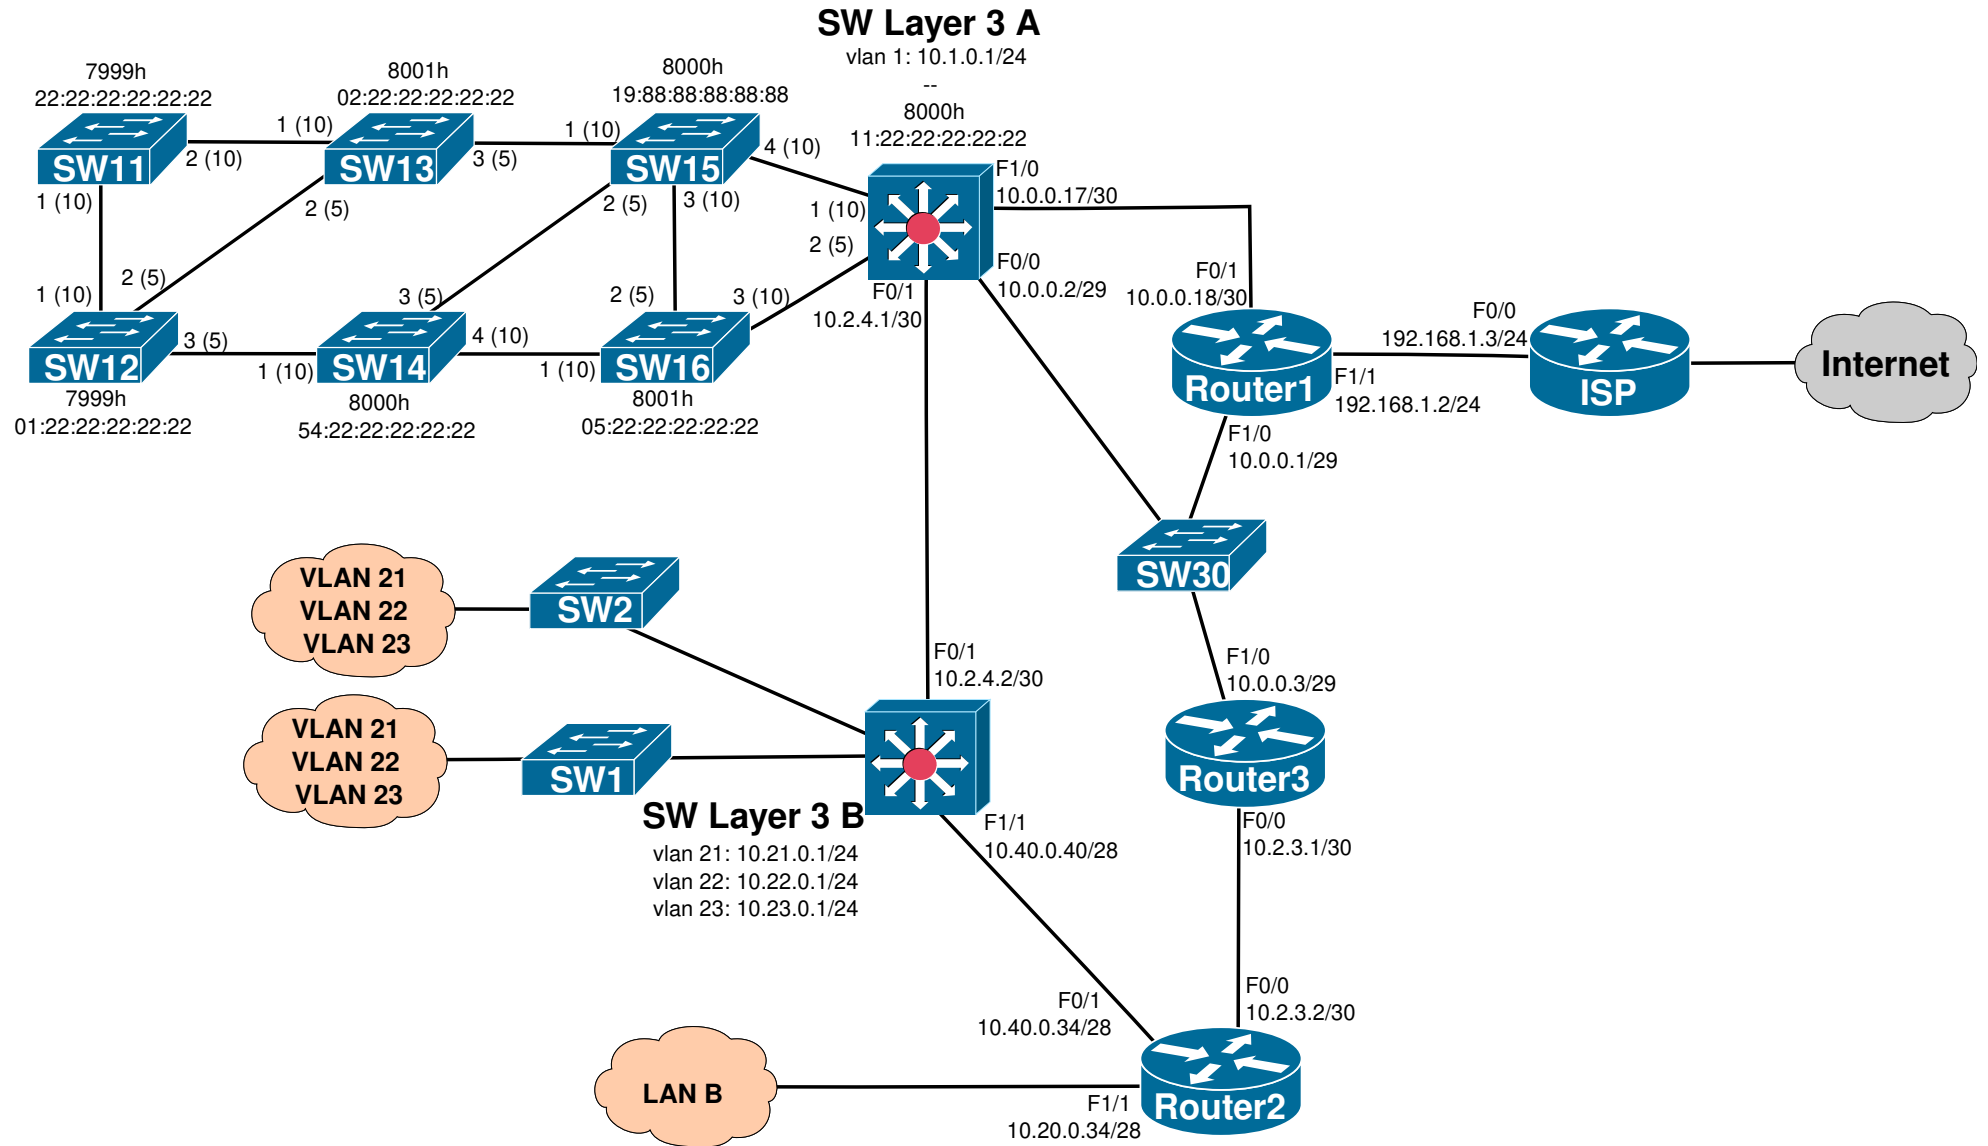 SW Layer 3 A
vlan 1: 10.1.0.1/24
--
8000h
11:22:22:22:22:22
7999h
22:22:22:22:22:22
8001h
02:22:22:22:22:22
8000h
19:88:88:88:88:88
SW11
2 (10)
1 (10)
1 (10)
SW13
3 (5)
2 (5)
1 (10)
SW15
4 (10)
2 (5)
3 (10)
1 (10)
2 (5)
F1/0
10.0.0.17/30
F0/0
10.0.0.2/29
F0/1
10.2.4.1/30
1 (10)
2 (5)
SW12
3 (5)
7999h
01:22:22:22:22:22
3 (5)
1 (10)
SW14
4 (10)
8000h
54:22:22:22:22:22
2 (5)
3 (10)
1 (10)
SW16
8001h
05:22:22:22:22:22
F0/1
10.0.0.18/30
Router1
F1/1
192.168.1.2/24
F1/0
10.0.0.1/29
F0/0
192.168.1.3/24
ISP
Internet
SW30
VLAN 21
VLAN 22
VLAN 23
SW2
VLAN 21
VLAN 22
VLAN 23
SW1
F0/1
10.2.4.2/30
SW Layer 3 B
vlan 21: 10.21.0.1/24
vlan 22: 10.22.0.1/24
vlan 23: 10.23.0.1/24
F1/1
10.40.0.40/28
F1/0
10.0.0.3/29
Router3
F0/0
10.2.3.1/30
F0/0
10.2.3.2/30
F0/1
10.40.0.34/28
LAN B
Router2
F1/1
10.20.0.34/28